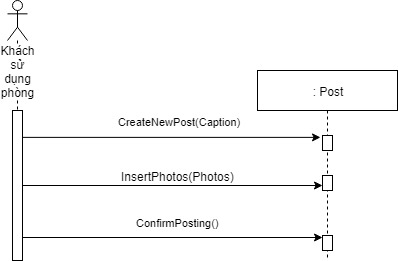 Khách
sử
dụng
phòng
: Post
CreateNewPost(Caption)
InsertPhotos(Photos)
ConfirmPosting()